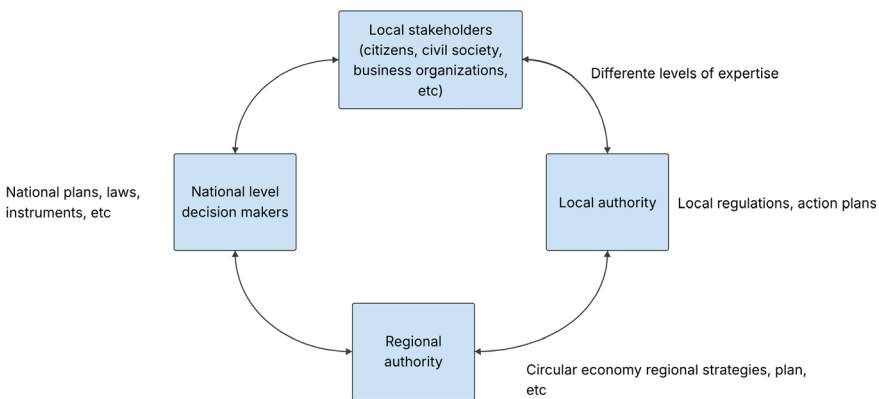 Local stakeholders
(citizens, civil society,
business organizations,
etc)
Differente levels of expertise
National plans, laws,
instruments, etc
National level
decision makers
Local authority
Local regulations, action plans
Regional
authority
Circular economy regional strategies, plan,
etc